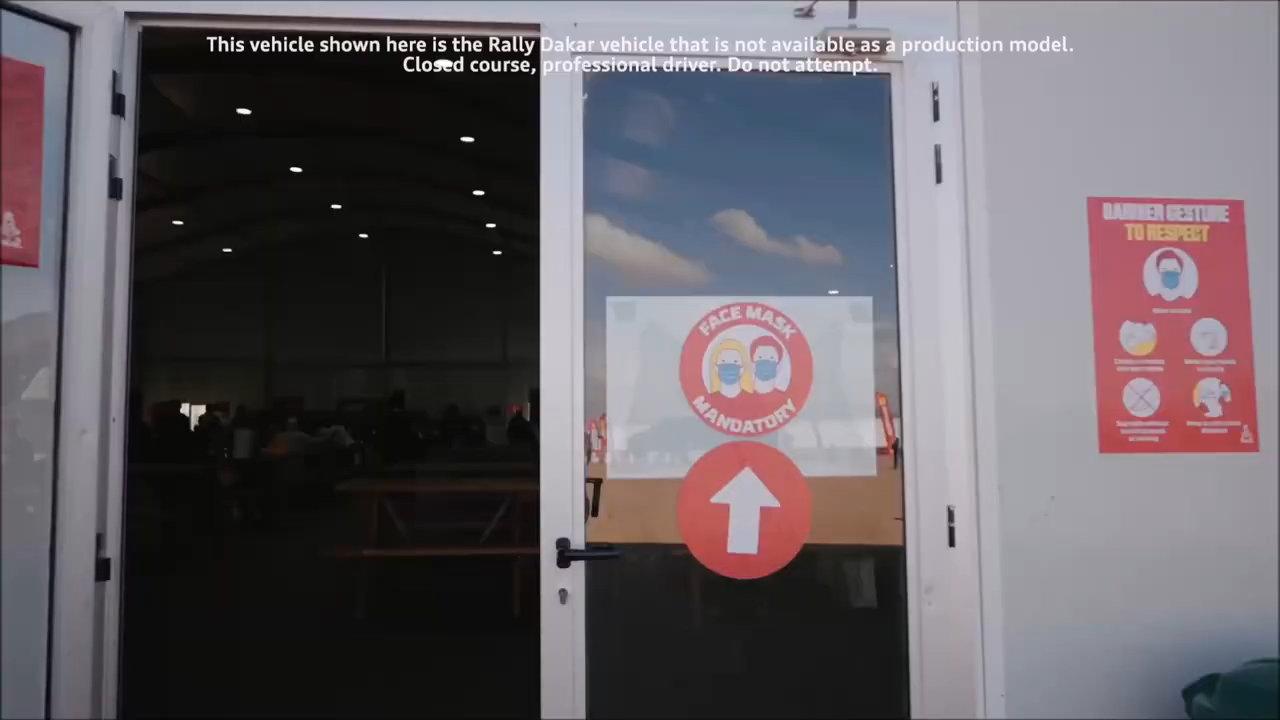 This vehicle shown here is the Rally Dakar vehicle that is not available as a production model.
Closed course, professional driver. Do not attempt.
FACE MASK
MANDATORY
BARRIER GESTURE
TO RESPECT